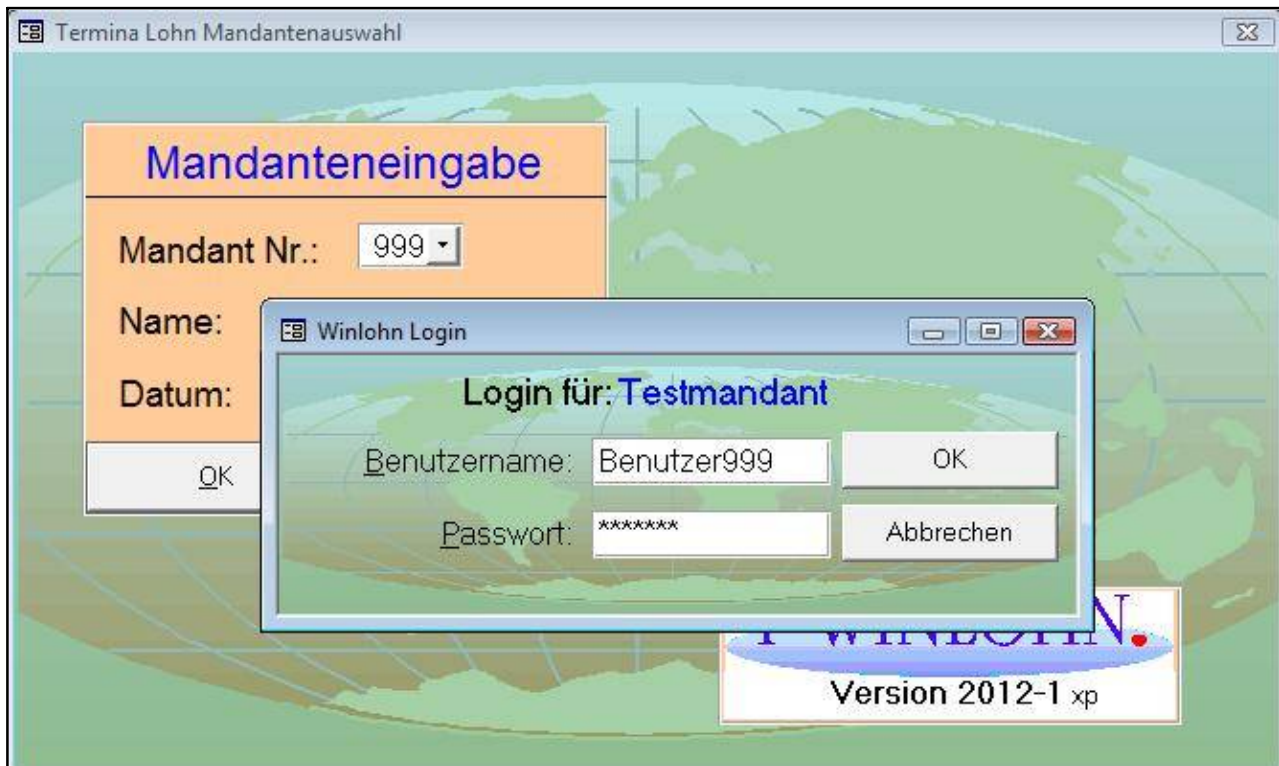 Termina Lohn Mandantenauswahl
Mandanteneingabe
Mandant Nr.: 999
Name:
Datum:
OK
Winlohn Login
Login für: Testmandant
Benutzername: Benutzer999 OK
Passwort: ******* Abbrechen
WINLOHN.
Version 2012-1 xp